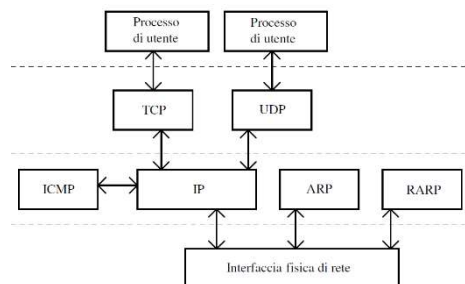 Processo
di utente
Processo
di utente
TCP
UDP
ICMP
IP
ARP
RARP
Interfaccia fisica di rete